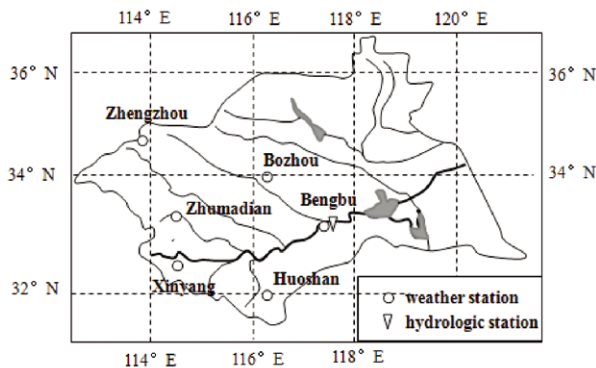 114° E 116° E 118° E 120° E
36° N 36° N
Zhengzhou
Bozhou
34° N 34° N
Bengbu
Zhumadian
Xinyang Huoshan
32° N
weather station
hydrologic station
114° E 116° E 118° E